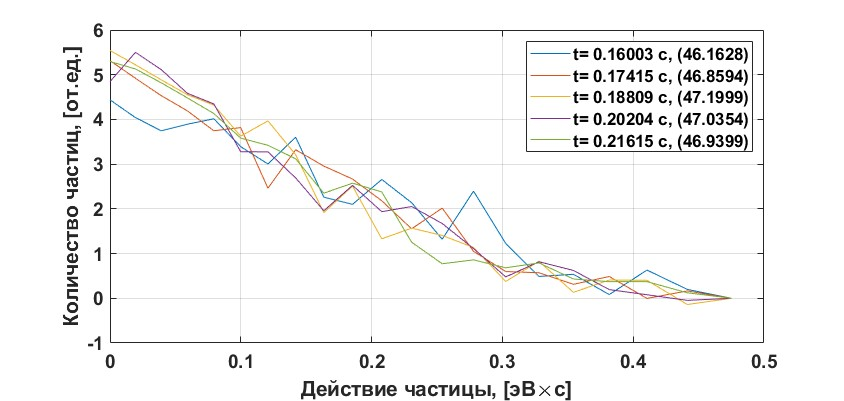 6
5
4
3
2
1
0
-1
Количество частиц, [от.ед.]
t= 0.16003 с, (46.1628)
t= 0.17415 с, (46.8594)
t= 0.18809 с, (47.1999)
t= 0.20204 с, (47.0354)
t= 0.21615 с, (46.9399)
0 0.1 0.2 0.3 0.4 0.5
Действие частицы, [эВ×с]